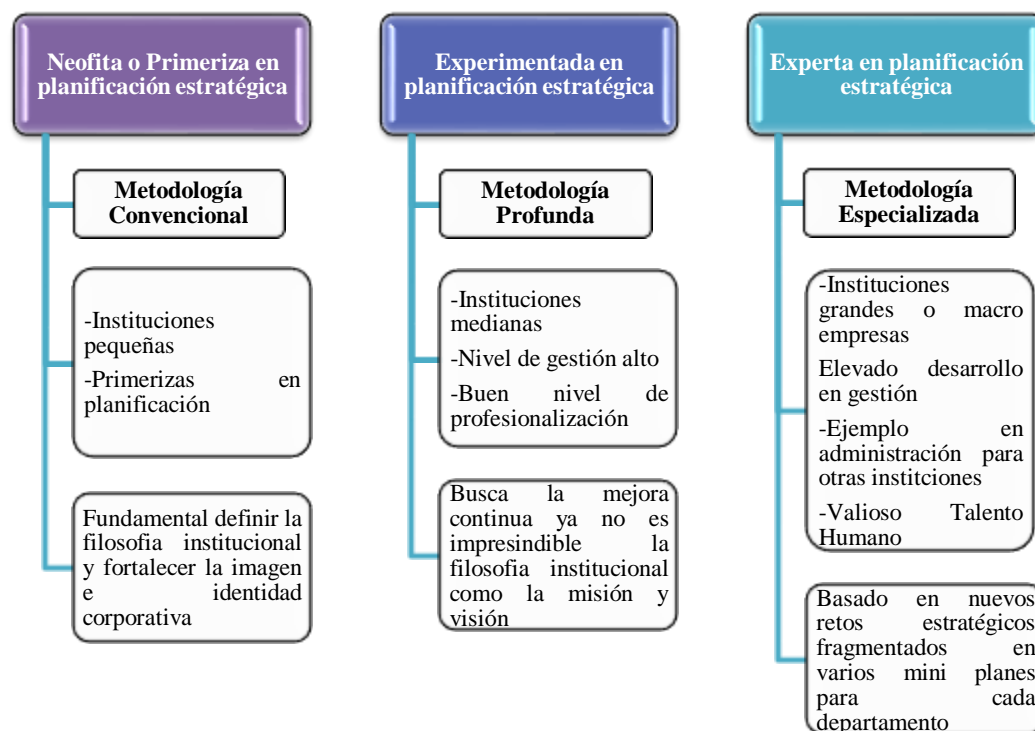 Neofita o Primeriza en
planificación estratégica
Metodología
Convencional
-Instituciones
pequeñas
-Primerizas en
planificación
Fundamental definir la
filosofia institucional
y fortalecer la imagen
e identidad
corporativa
Experimentada en
planificación estratégica
Metodología
Profunda
-Instituciones
medianas
-Nivel de gestión alto
-Buen nivel de
profesionalización
Busca la mejora
continua ya no es
impresindible la
filosofia institucional
como la misión y
visión
Experta en planificación
estratégica
Metodología
Especializada
-Instituciones
grandes o macro
empresas
Elevado desarrollo
en gestión
-Ejemplo en
administración para
otras institciones
-Valioso Talento
Humano
Basado en nuevos
retos estratégicos
fragmentados en
varios mini planes
para cada
departamento